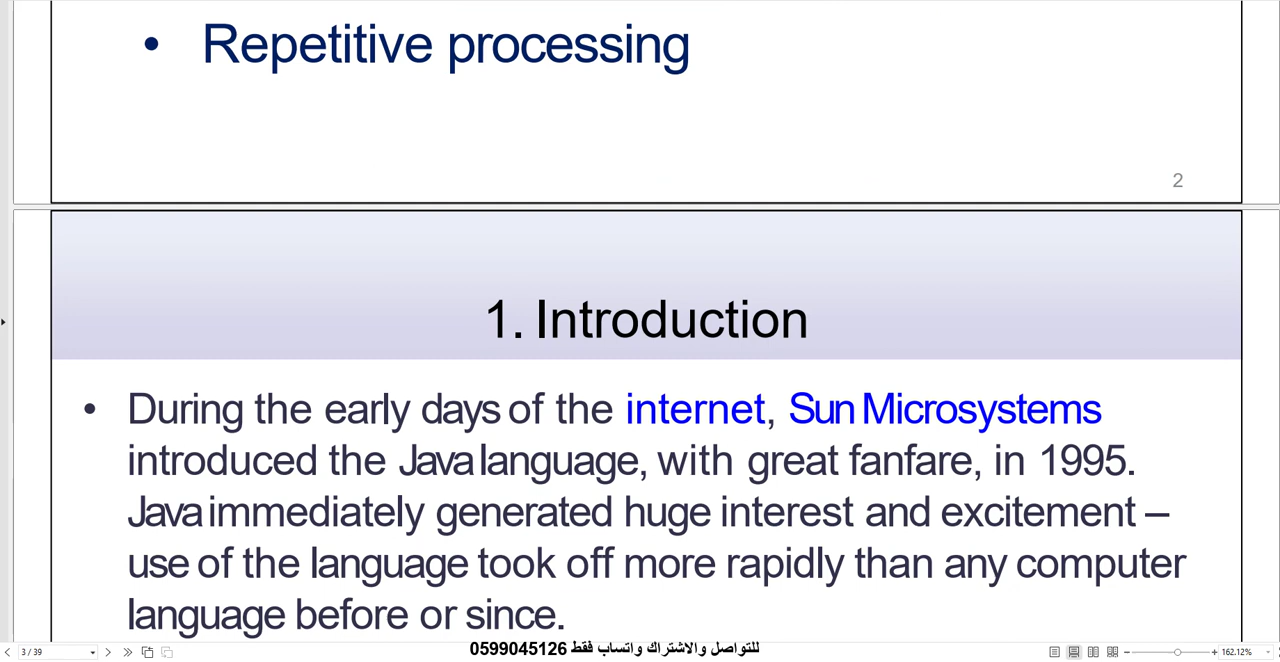 • Repetitive processing
2
1. Introduction
• During the early days of the internet, Sun Microsystems
introduced the Java language, with great fanfare, in 1995.
Java immediately generated huge interest and excitement –
use of the language took off more rapidly than any computer
language before or since.
للتواصل والاشتراك واتساب فقط 0599045126
3 / 39
162.12%